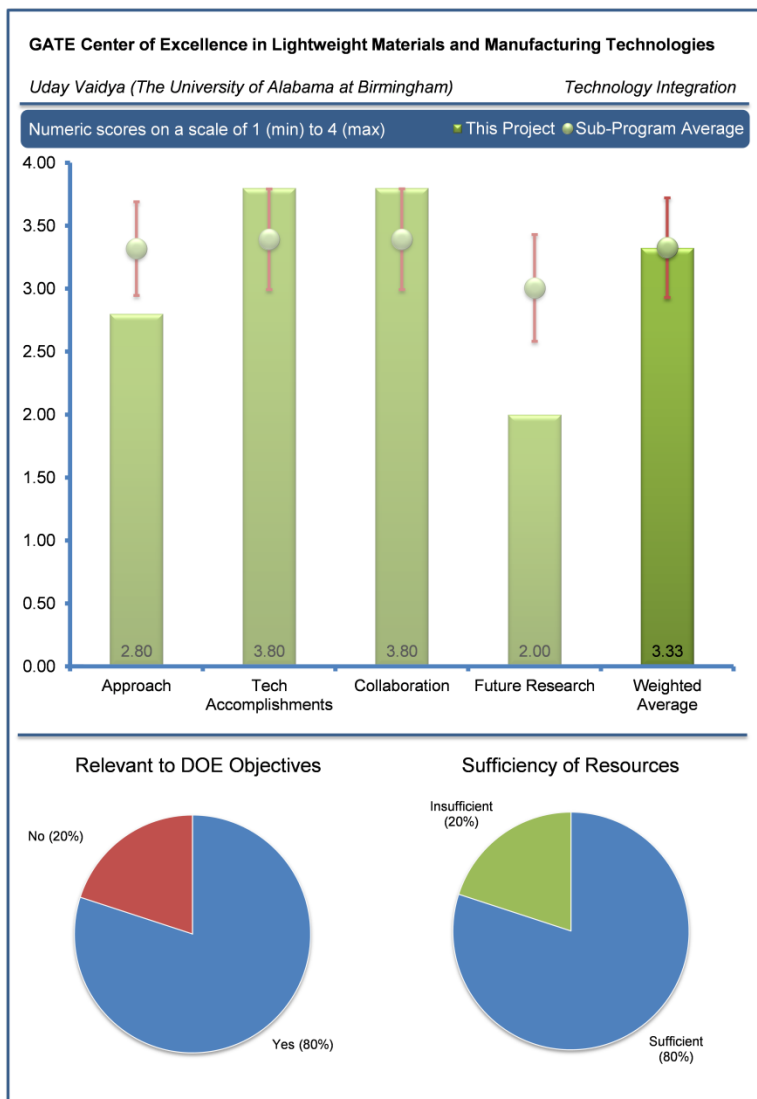 GATE Center of Excellence in Lightweight Materials and Manufacturing Technologies
Uday Vaidya (The University of Alabama at Birmingham) Technology Integration
Numeric scores on a scale of 1 (min) to 4 (max) This Project Sub-Program Average
4.00
3.50
3.00
2.50
2.00
1.50
1.00
0.50
0.00
2.80 3.80 3.80 2.00 3.33
Approach Tech Collaboration Future Research Weighted
Accomplishments Average
Relevant to DOE Objectives
No (20%)
Yes (80%)
Sufficiency of Resources
Insufficient
(20%)
Sufficient
(80%)